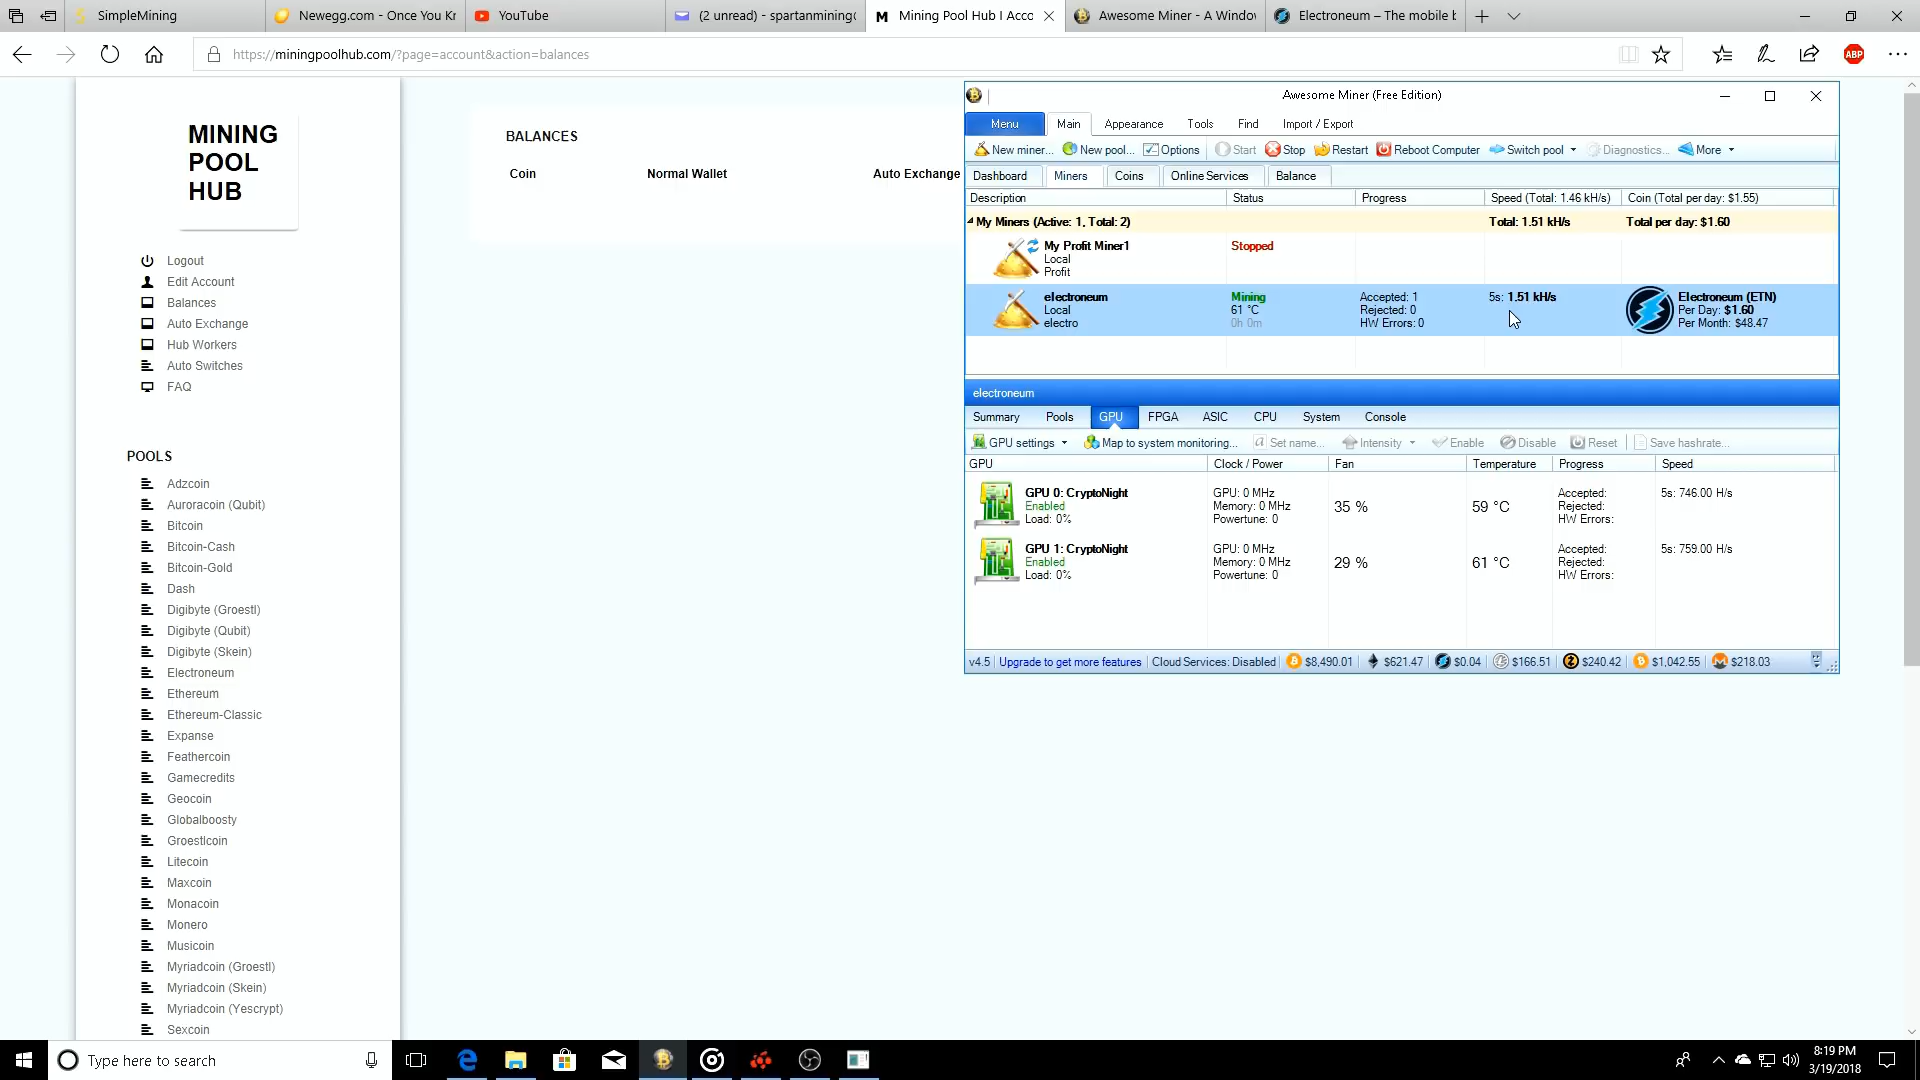 SimpleMining
Newegg.com - Once You Kr
YouTube
(2 unread) - spartanmining(
M Mining Pool Hub I Acco
Awesome Miner - A Window
Electroneum – The mobile b
https://miningpoolhub.com/?page=account&action=balances
ABP
MINING
POOL
HUB
Logout
Edit Account
Balances
Auto Exchange
Hub Workers
Auto Switches
FAQ
POOLS
Adzcoin
Auroracoin (Qubit)
Bitcoin
Bitcoin-Cash
Bitcoin-Gold
Dash
Digibyte (Groestl)
Digibyte (Qubit)
Digibyte (Skein)
Electroneum
Ethereum
Ethereum-Classic
Expanse
Feathercoin
Gamecredits
Geocoin
Globalboosty
Groestlcoin
Litecoin
Maxcoin
Monacoin
Monero
Musicoin
Myriadcoin (Groestl)
Myriadcoin (Skein)
Myriadcoin (Yescrypt)
Sexcoin
BALANCES
Coin Normal Wallet Auto Exchange
Awesome Miner (Free Edition)
Menu Main Appearance Tools Find Import / Export
New miner... New pool... Options Start Stop Restart Reboot Computer Switch pool Diagnostics... More
Dashboard Miners Coins Online Services Balance
Description Status Progress Speed (Total: 1.46 kH/s) Coin (Total per day: $1.55)
My Miners (Active: 1, Total: 2) Total: 1.51 kH/s Total per day: $1.60
My Profit Miner1 Stopped
Local
Profit
electroneum Mining Accepted: 1 5s: 1.51 kH/s Electroneum (ETN)
Local 61 °C Rejected: 0 Per Day: $1.60
electro 0h 0m HW Errors: 0 Per Month: $48.47
electroneum
Summary Pools GPU FPGA ASIC CPU System Console
GPU settings Map to system monitoring... Set name... Intensity Enable Disable Reset Save hashrate...
GPU Clock / Power Fan Temperature Progress Speed
GPU 0: CryptoNight GPU: 0 MHz Accepted: 5s: 746.00 H/s
Enabled Memory: 0 MHz 35 % 59 °C Rejected:
Load: 0% Powertune: 0 HW Errors:
GPU 1: CryptoNight GPU: 0 MHz Accepted: 5s: 759.00 H/s
Enabled Memory: 0 MHz 29 % 61 °C Rejected:
Load: 0% Powertune: 0 HW Errors:
v4.5 Upgrade to get more features Cloud Services: Disabled $8,490.01 $621.47 $0.04 $166.51 $240.42 $1,042.55 $218.03
Type here to search
8:19 PM
3/19/2018